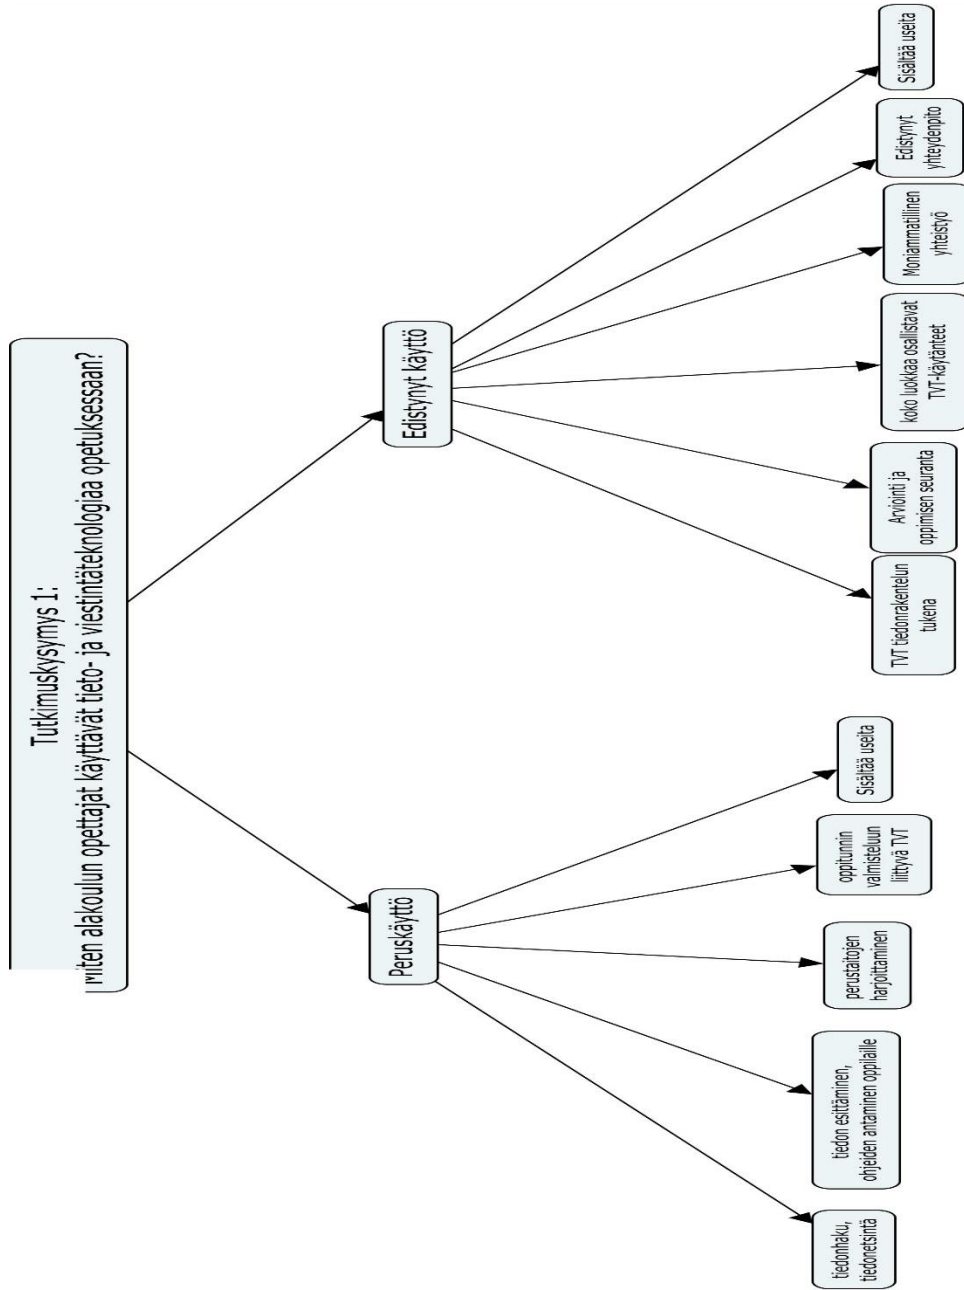 Tutkimuskysymys 1:
Miten alakoulun opettajat käyttävät tieto- ja viestintäteknologiaa opetuksessaan?
Peruskäyttö
Edistynyt käyttö
tiedonhaku,
tiedonetsintä
tiedon esittäminen,
ohjeiden antaminen oppilaille
perustaitojen
harjoittaminen
oppitunnin
valmisteluun
liittyvä TVT
Sisältää useita
TVT tiedonrakentelun
tukena
Arviointi ja
oppimisen seuranta
koko luokkaa osallistavat
TVT-käytänteet
Moniammatillinen
yhteistyö
Edistynyt
yhteydenpito
Sisältää useita